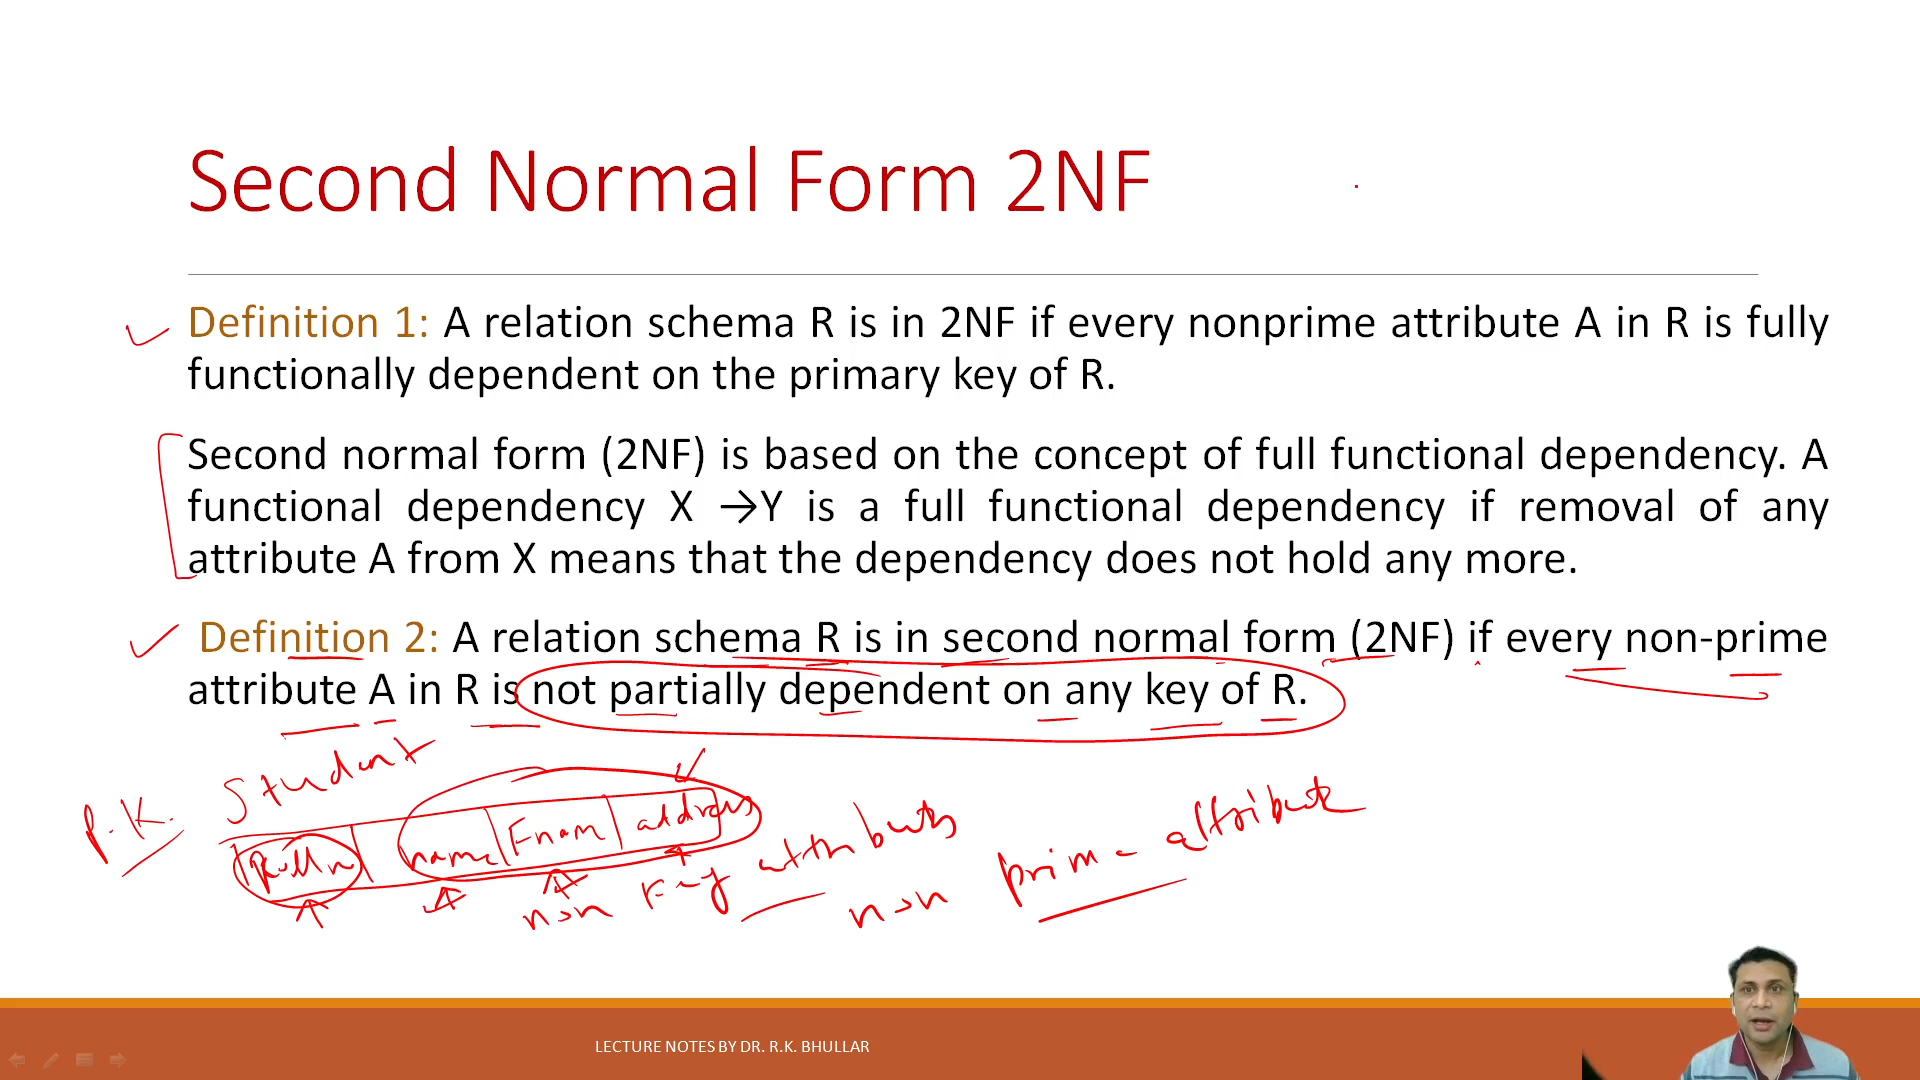 Second Normal Form 2NF
Definition 1: A relation schema R is in 2NF if every nonprime attribute A in R is fully
functionally dependent on the primary key of R.
Second normal form (2NF) is based on the concept of full functional dependency. A
functional dependency X →Y is a full functional dependency if removal of any
attribute A from X means that the dependency does not hold any more.
Definition 2: A relation schema R is in second normal form (2NF) if every non-prime
attribute A in R is not partially dependent on any key of R.
P.K. Student
Rollno name Fnam address
non key attributes
non prime attribute
LECTURE NOTES BY DR. R.K. BHULLAR